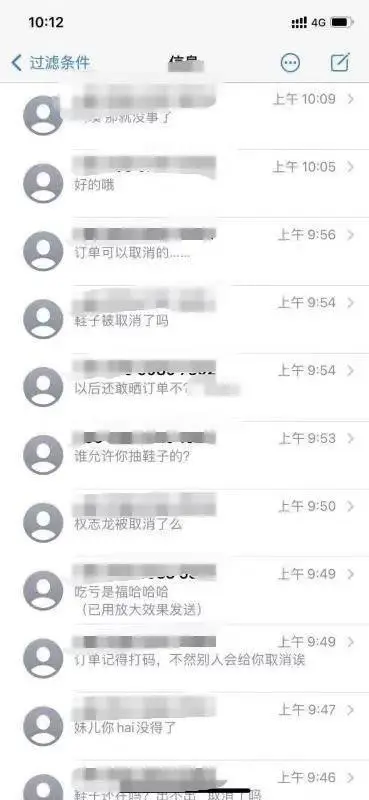 10:12
4G
过滤条件
信息
上午 10:09
那就没事了
上午 10:05
好的哦
上午 9:56
订单可以取消的......
上午 9:54
鞋子被取消了吗
上午 9:54
以后还敢晒订单不?
上午 9:53
谁允许你抽鞋子的?
上午 9:50
权志龙被取消了么
上午 9:49
吃亏是福哈哈哈
（已用放大效果发送）
上午 9:49
订单记得打码，不然别人会给你取消诶
上午 9:47
妹儿你hai没得了
上午 9:46
鞋子还在吗? 出不出 取消了吗